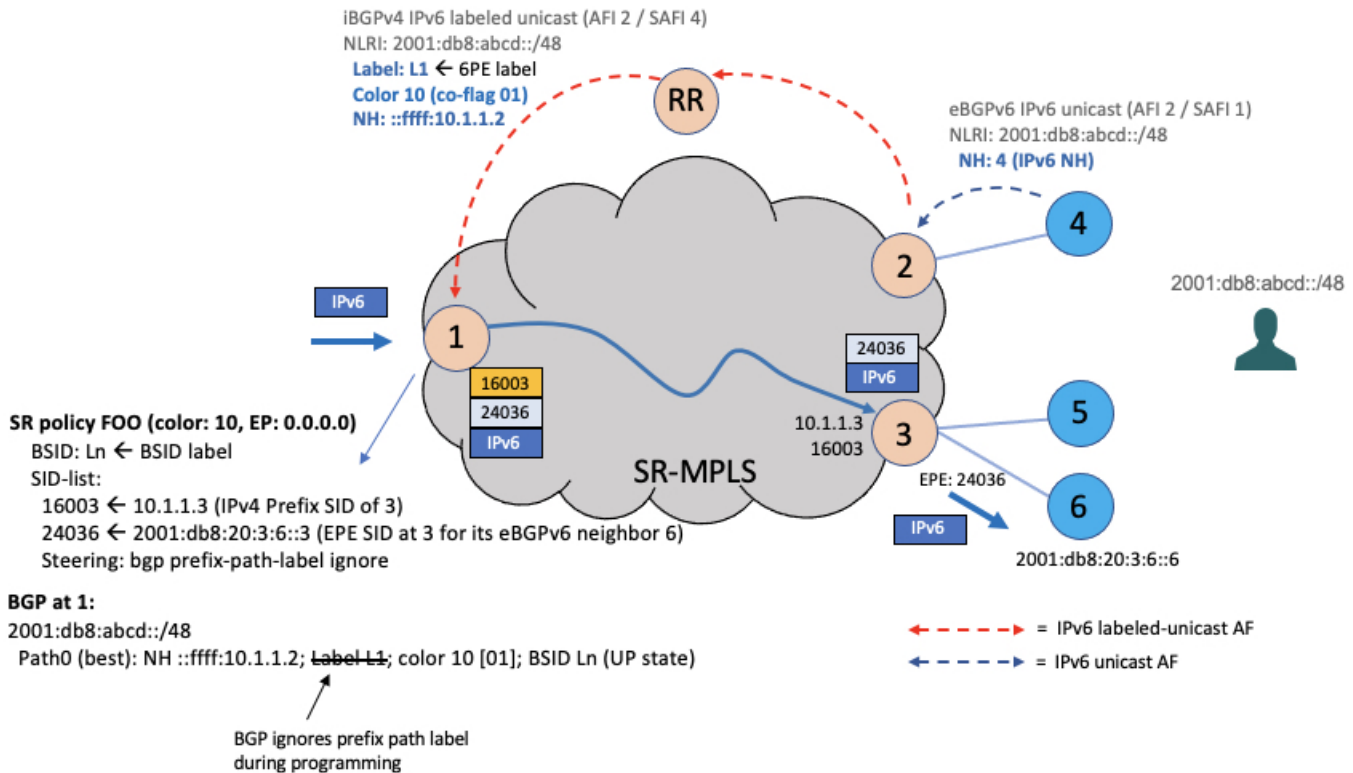 iBGPv4 IPv6 labeled unicast (AFI 2 / SAFI 4)
NLRI: 2001:db8:abcd::/48
Label: L1 ← 6PE label
Color 10 (co-flag 01)
NH: ::ffff:10.1.1.2
RR
eBGPv6 IPv6 unicast (AFI 2 / SAFI 1)
NLRI: 2001:db8:abcd::/48
NH: 4 (IPv6 NH)
4
2
2001:db8:abcd::/48
IPv6
1
16003
24036
IPv6
24036
IPv6
10.1.1.3
16003
3
5
6
SR-MPLS
EPE: 24036
IPv6
2001:db8:20:3:6::6
SR policy FOO (color: 10, EP: 0.0.0.0)
BSID: Ln ← BSID label
SID-list:
16003 ← 10.1.1.3 (IPv4 Prefix SID of 3)
24036 ← 2001:db8:20:3:6::3 (EPE SID at 3 for its eBGPv6 neighbor 6)
Steering: bgp prefix-path-label ignore
BGP at 1:
2001:db8:abcd::/48
Path0 (best): NH ::ffff:10.1.1.2; Label L1; color 10 [01]; BSID Ln (UP state)
BGP ignores prefix path label
during programming
= IPv6 labeled-unicast AF
= IPv6 unicast AF